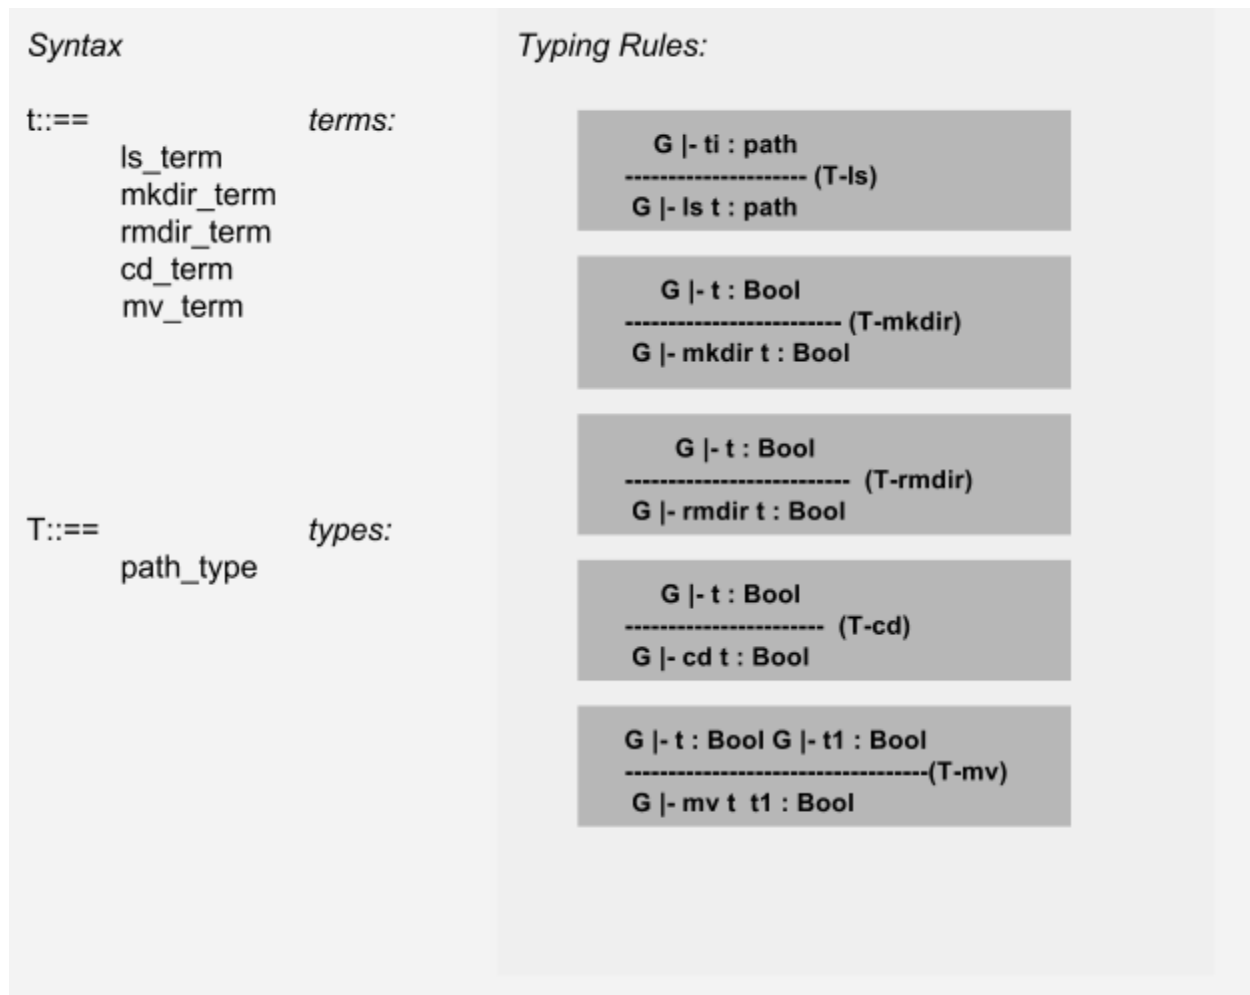 Syntax
t::== terms:
ls_term
mkdir_term
rmdir_term
cd_term
mv_term
T::== types:
path_type
Typing Rules:
G |- ti : path
--------------------- (T-ls)
G |- ls t : path
G |- t : Bool
------------------------- (T-mkdir)
G |- mkdir t : Bool
G |- t : Bool
-------------------------- (T-rmdir)
G |- rmdir t : Bool
G |- t : Bool
----------------------- (T-cd)
G |- cd t : Bool
G |- t : Bool G |- t1 : Bool
-----------------------------------(T-mv)
G |- mv t t1 : Bool